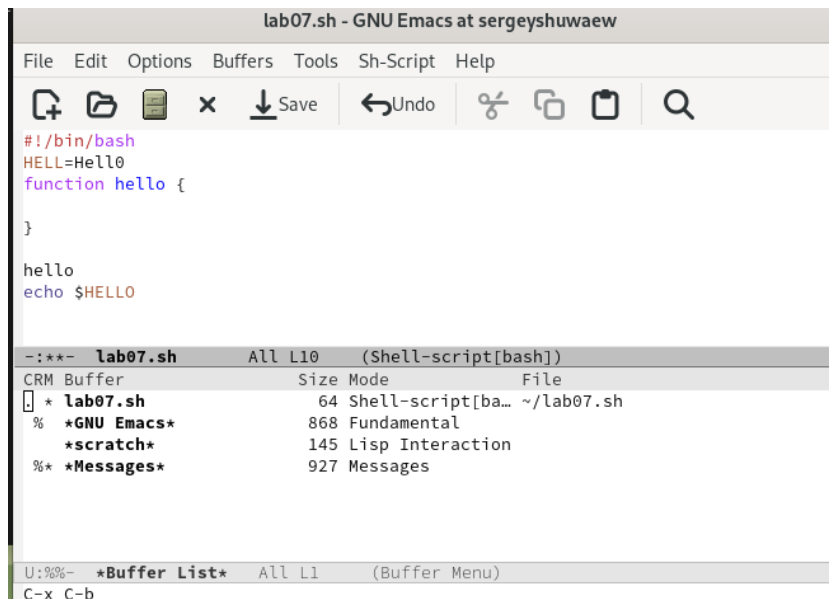 lab07.sh - GNU Emacs at sergeyshuwaew
File Edit Options Buffers Tools Sh-Script Help
Save Undo
#!/bin/bash
HELL=Hell0
function hello {
}
hello
echo $HELLO
-:**- lab07.sh All L10 (Shell-script[bash])
CRM Buffer Size Mode File
. * lab07.sh 64 Shell-script[ba… ~/lab07.sh
% *GNU Emacs* 868 Fundamental
*scratch* 145 Lisp Interaction
%* *Messages* 927 Messages
U:%%- *Buffer List* All L1 (Buffer Menu)
C-x C-b